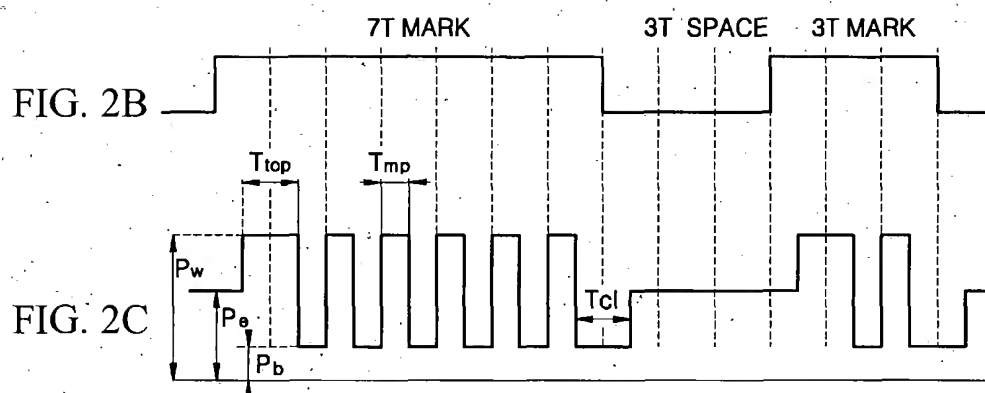 7T MARK 3T SPACE 3T MARK
FIG. 2B
Ttop Tmp
Pw
Tcl
Pe
FIG. 2C
Pb